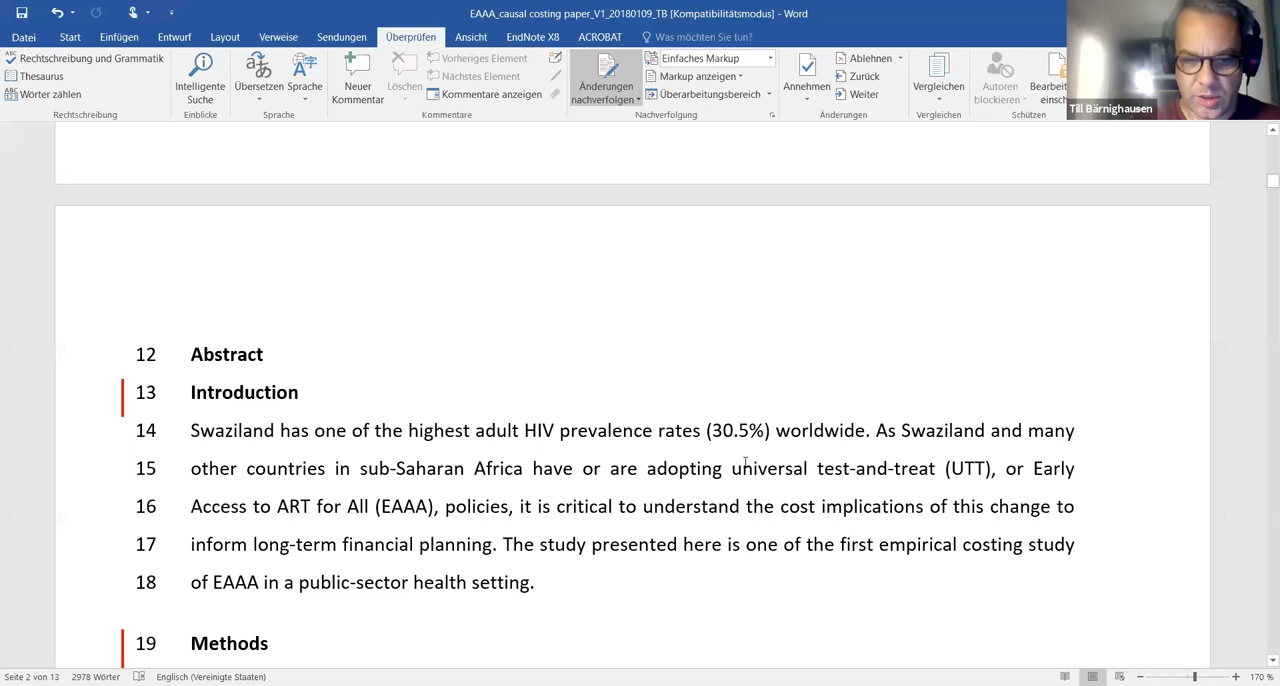 EAAA_causal costing paper_V1_20180109_TB [Kompatibilitätsmodus] - Word
Datei Start Einfügen Entwurf Layout Verweise Sendungen Überprüfen Ansicht EndNote X8 ACROBAT Was möchten Sie tun?
Rechtschreibung und Grammatik
Thesaurus
Wörter zählen
Rechtschreibung
Intelligente
Suche
Einblicke
Übersetzen Sprache
Sprache
Neuer
Kommentar
Löschen
Vorheriges Element
Nächstes Element
Kommentare anzeigen
Kommentare
Änderungen
nachverfolgen
Einfaches Markup
Markup anzeigen
Überarbeitungsbereich
Nachverfolgung
Annehmen
Ablehnen
Zurück
Weiter
Änderungen
Vergleichen
Vergleichen
Autoren
blockieren
Schützen
Till Bärnighausen
12 Abstract
13 Introduction
14 Swaziland has one of the highest adult HIV prevalence rates (30.5%) worldwide. As Swaziland and many
15 other countries in sub-Saharan Africa have or are adopting universal test-and-treat (UTT), or Early
16 Access to ART for All (EAAA), policies, it is critical to understand the cost implications of this change to
17 inform long-term financial planning. The study presented here is one of the first empirical costing study
18 of EAAA in a public-sector health setting.
19 Methods
Seite 2 von 13 2978 Wörter Englisch (Vereinigte Staaten) 170 %